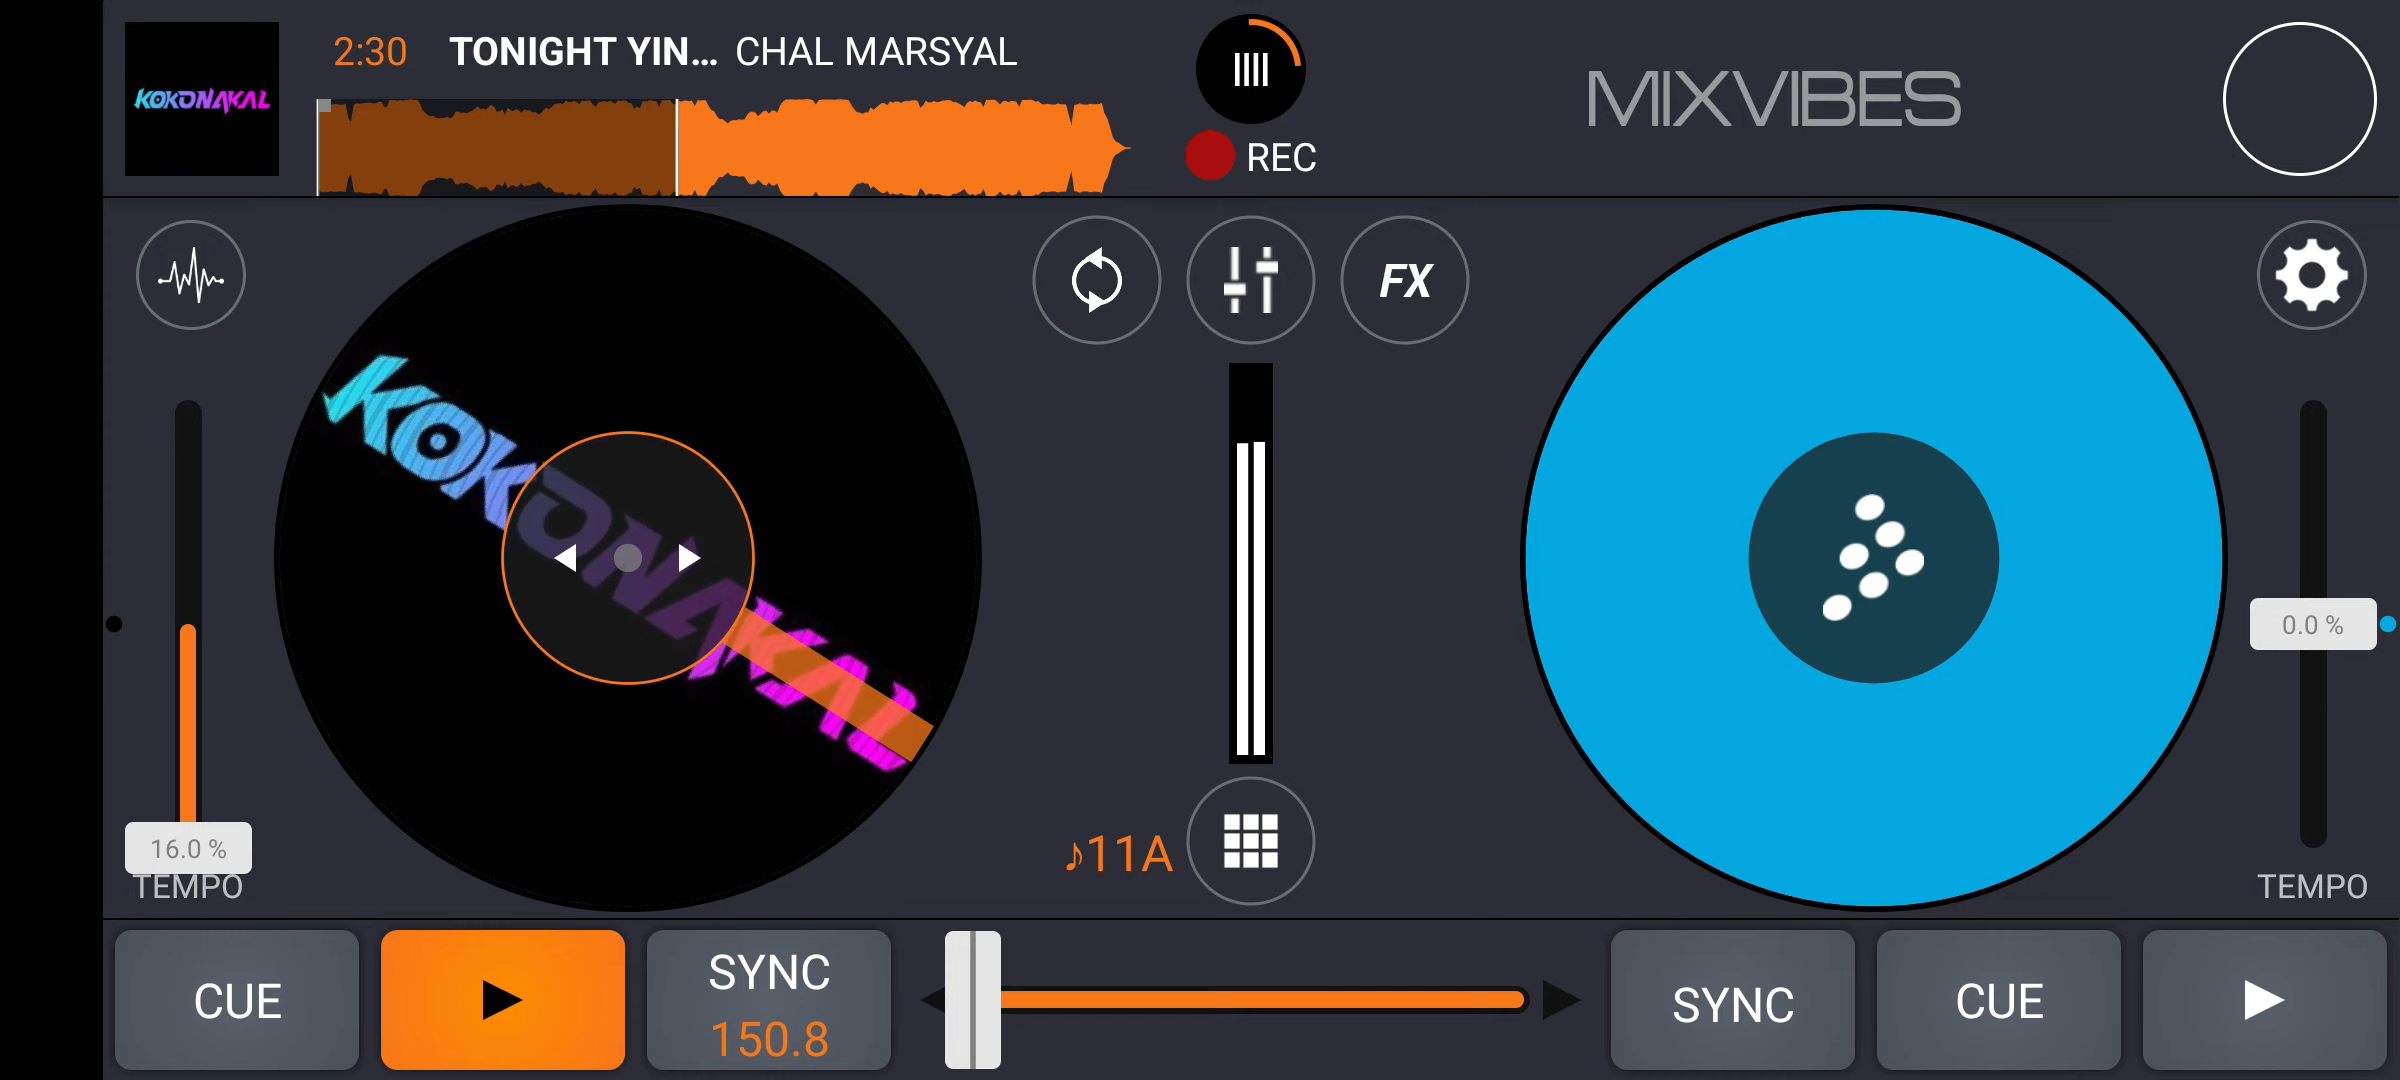 KOKONAKAL
2:30 TONIGHT YIN... CHAL MARSYAL
REC
MIXVIBES
FX
KOKONAKAL
0.0 %
16.0 %
TEMPO
♪11A
TEMPO
CUE
SYNC
150.8
SYNC
CUE